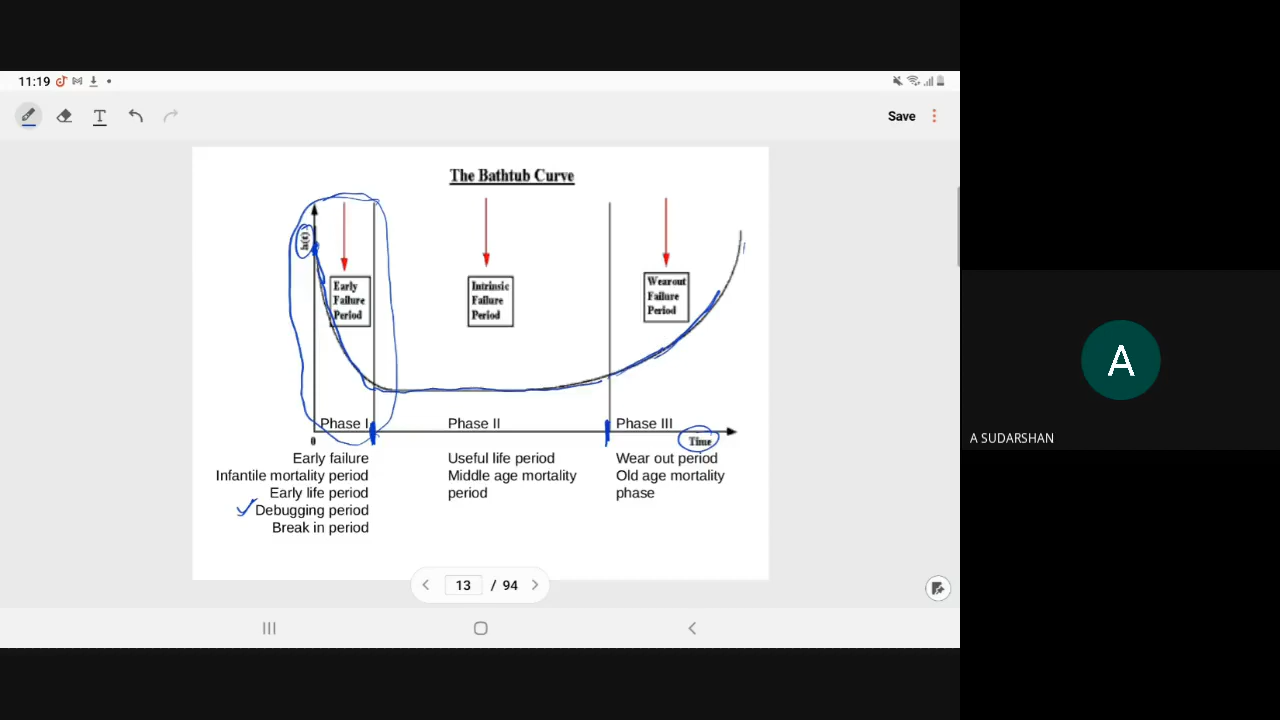 11:19
Save
The Bathtub Curve
h(t)
Early
Failure
Period
Intrinsic
Failure
Period
Wearout
Failure
Period
Phase I
Phase II
Phase III
0
Time
Early failure
Infantile mortality period
Early life period
Debugging period
Break in period
Useful life period
Middle age mortality
period
Wear out period
Old age mortality
phase
13 / 94
A
A SUDARSHAN